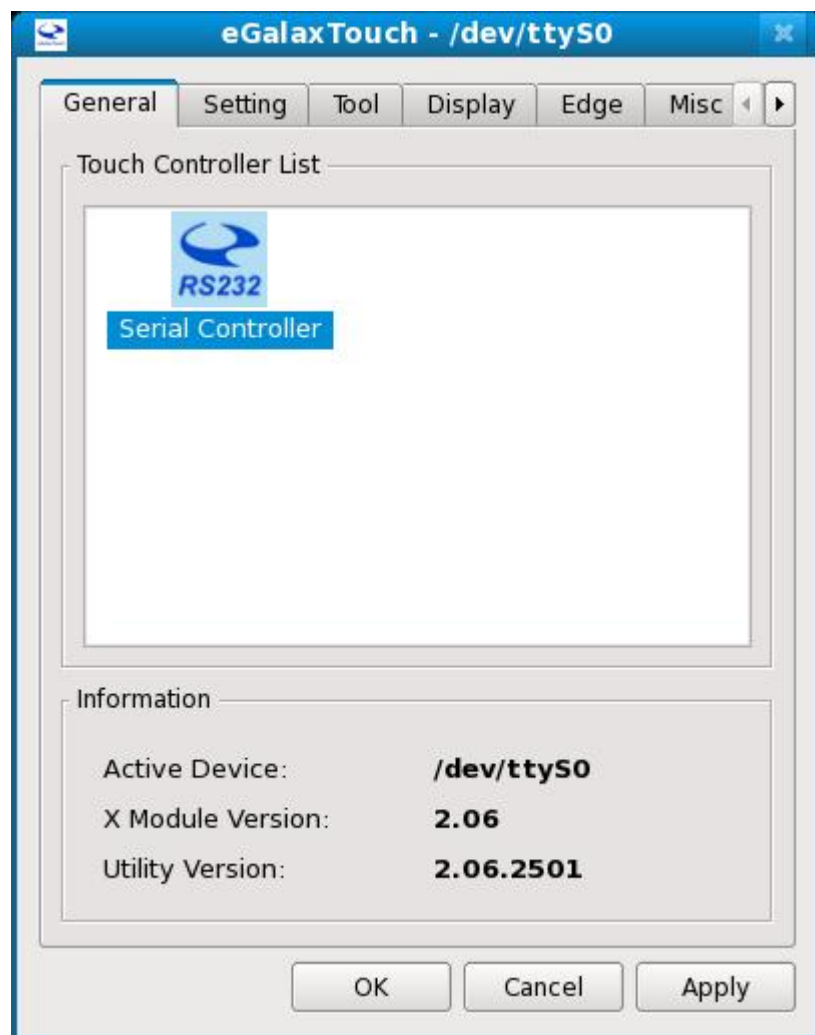 eGalaxTouch - /dev/ttyS0
General Setting Tool Display Edge Misc
Touch Controller List
RS232
Serial Controller
Information
Active Device: /dev/ttyS0
X Module Version: 2.06
Utility Version: 2.06.2501
OK Cancel Apply